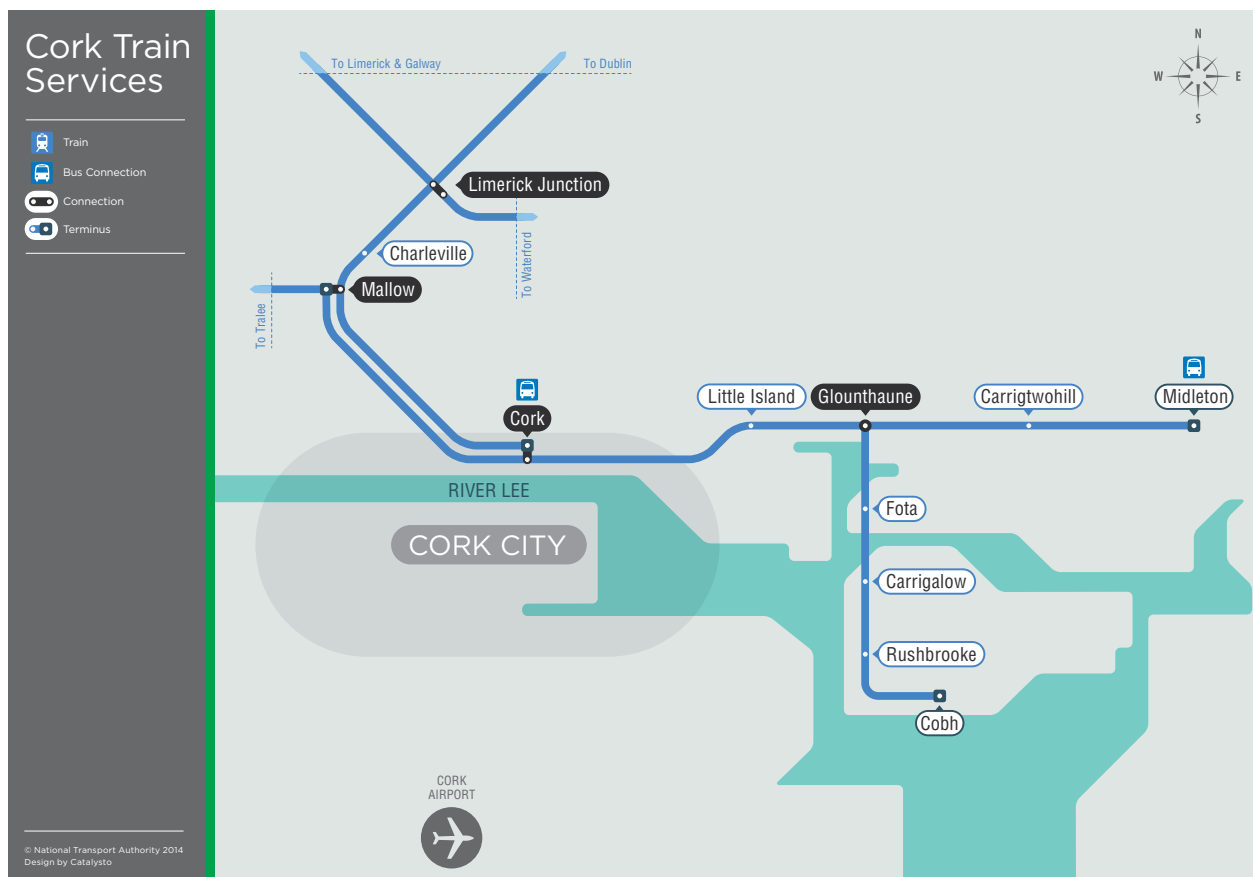 Cork Train
Services
Train
Bus Connection
Connection
Terminus
© National Transport Authority 2014
Design by Catalysto
To Limerick & Galway
To Dublin
N
W
E
S
Limerick Junction
To Waterford
Charleville
Mallow
To Tralee
Cork
Little Island
Glounthaune
Carrigtwohill
Midleton
RIVER LEE
CORK CITY
Fota
Carrigalow
Rushbrooke
Cobh
CORK
AIRPORT